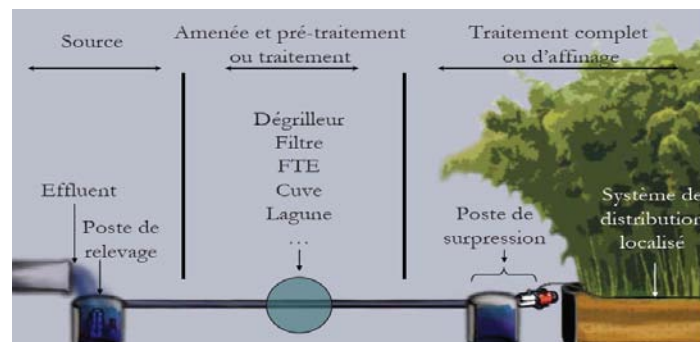 Source
Amenée et pré-traitement
ou traitement
Traitement complet
ou d'affinage
Dégrilleur
Filtre
FTE
Cuve
Lagune
...
Effluent
Poste de
relevage
Poste de
surpression
Système de
distribution
localisé